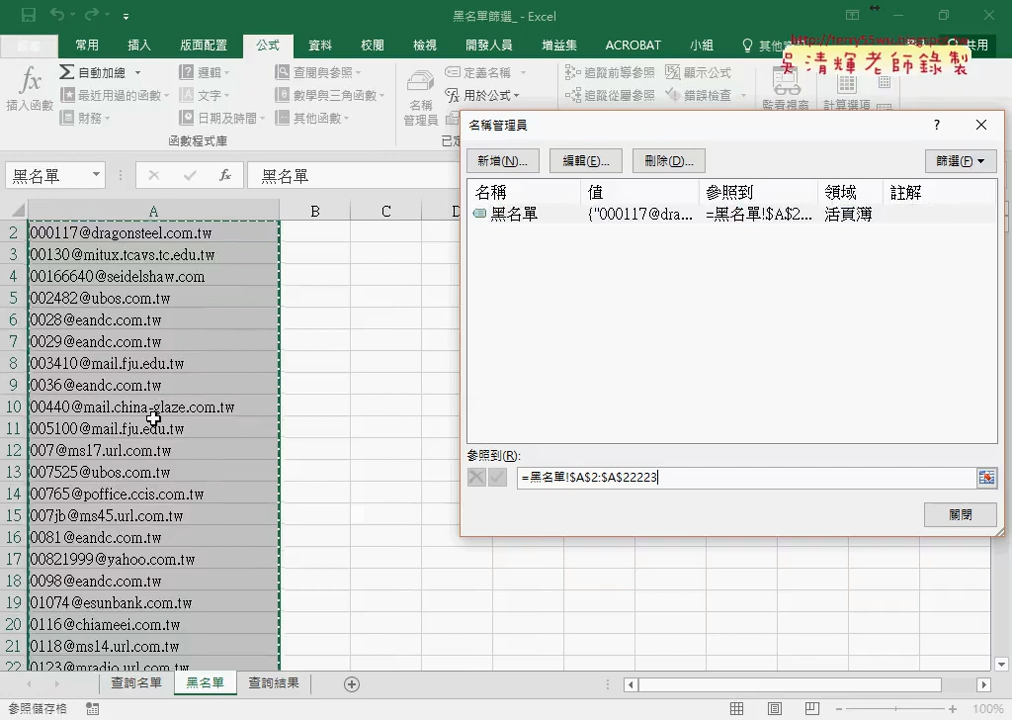 黑名單篩選_ - Excel
常用 插入 版面配置 公式 資料 校閱 檢視 開發人員 增益集 ACROBAT 小組 其他 共用
吳清輝老師錄製
fx 插入函數
Σ 自動加總
最近用過的函數
財務
邏輯
文字
日期及時間
查閱與參照
數學與三角函數
其他函數
函數程式庫
名稱管理員
定義名稱
用於公式
追蹤前導參照
追蹤從屬參照
顯示公式
錯誤檢查
監看視窗
計算選項
黑名單
fx
黑名單
A B C D
2 000117@dragonsteel.com.tw
3 00130@mitux.tcavs.tc.edu.tw
4 00166640@seidelshaw.com
5 002482@ubos.com.tw
6 0028@eandc.com.tw
7 0029@eandc.com.tw
8 003410@mail.fju.edu.tw
9 0036@eandc.com.tw
10 00440@mail.china-glaze.com.tw
11 005100@mail.fju.edu.tw
12 007@ms17.url.com.tw
13 007525@ubos.com.tw
14 00765@poffice.ccis.com.tw
15 007jb@ms45.url.com.tw
16 0081@eandc.com.tw
17 00821999@yahoo.com.tw
18 0098@eandc.com.tw
19 01074@esunbank.com.tw
20 0116@chiameei.com.tw
21 0118@ms14.url.com.tw
22 0123@mradio.url.com.tw
名稱管理員
?
新增(N)... 編輯(E)... 刪除(D)... 篩選(F)
名稱 值 參照到 領域 註解
黑名單 {"000117@dra... =黑名單!$A$2... 活頁簿
參照到(R):
=黑名單!$A$2:$A$22223
關閉
查詢名單 黑名單 查詢結果
參照儲存格
100%